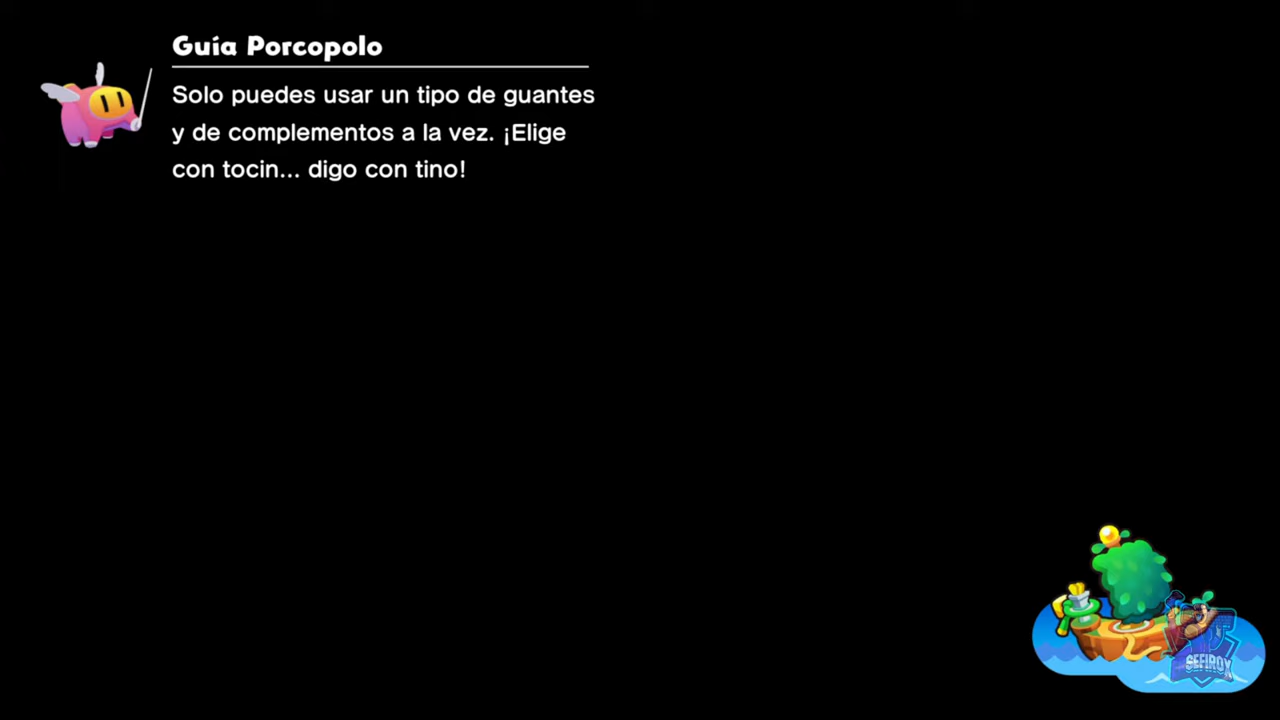 Guía Porcopolo
Solo puedes usar un tipo de guantes
y de complementos a la vez. ¡Elige
con tocin... digo con tino!
SEFIROX